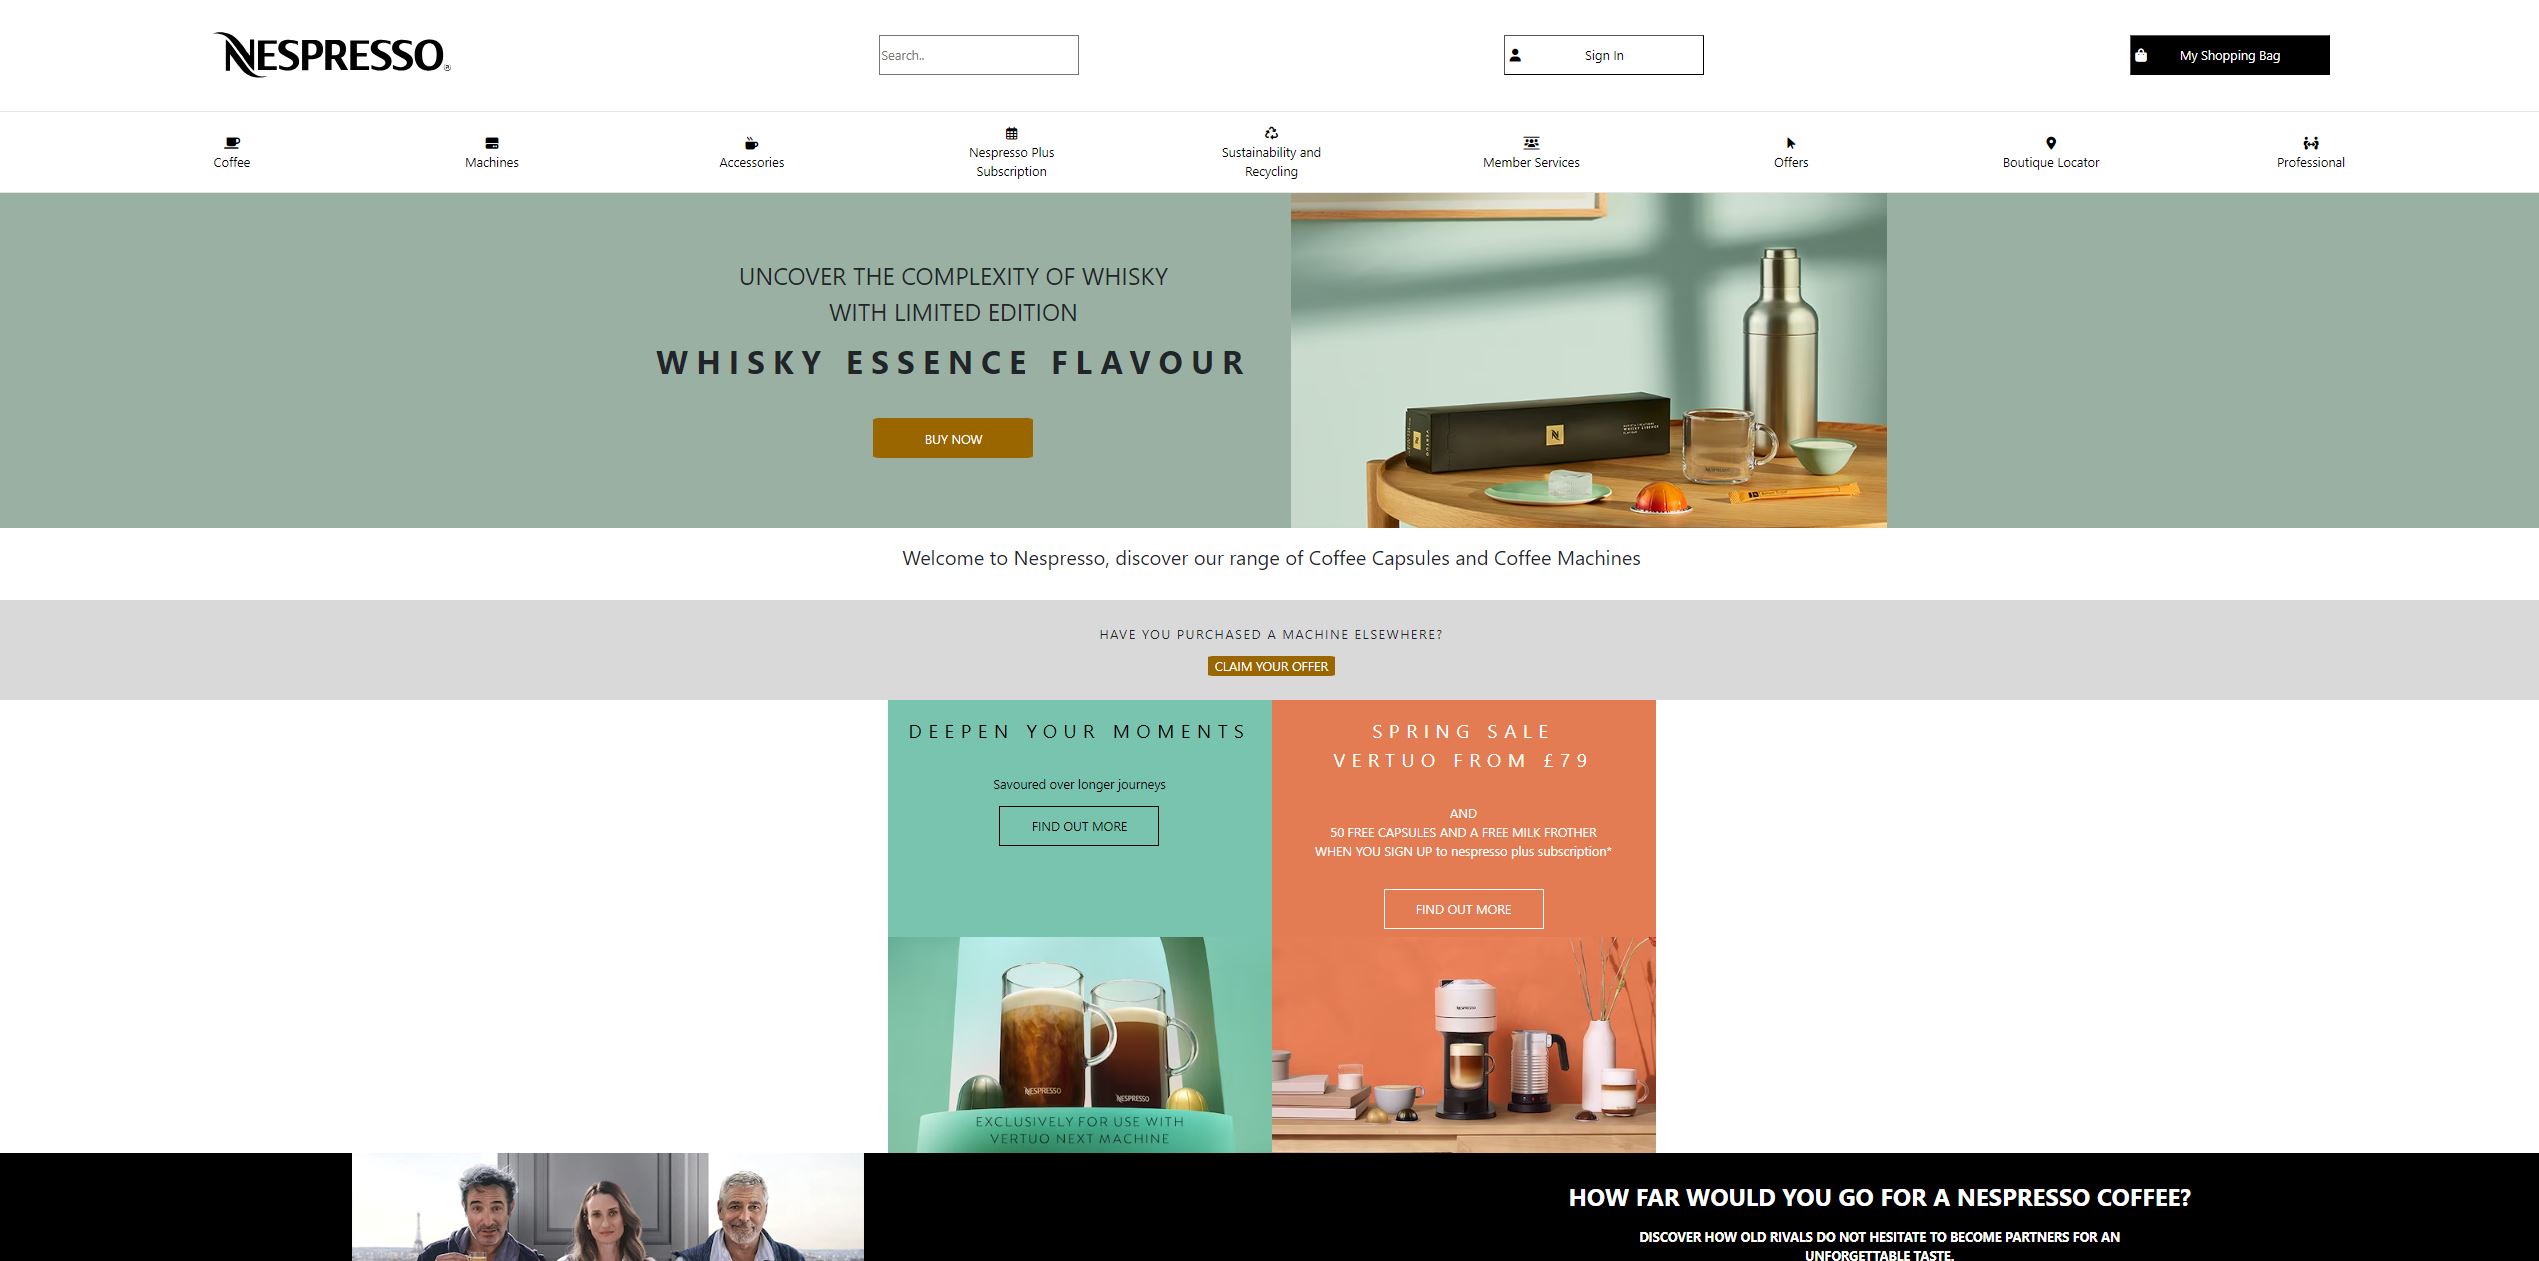 NESPRESSO®
Search..
Sign In
My Shopping Bag
Coffee
Machines
Accessories
Nespresso Plus
Subscription
Sustainability and
Recycling
Member Services
Offers
Boutique Locator
Professional
UNCOVER THE COMPLEXITY OF WHISKY
WITH LIMITED EDITION
WHISKY ESSENCE FLAVOUR
BUY NOW
Welcome to Nespresso, discover our range of Coffee Capsules and Coffee Machines
HAVE YOU PURCHASED A MACHINE ELSEWHERE?
CLAIM YOUR OFFER
DEEPEN YOUR MOMENTS
Savoured over longer journeys
FIND OUT MORE
NESPRESSO
NESPRESSO
EXCLUSIVELY FOR USE WITH
VERTUO NEXT MACHINE
SPRING SALE
VERTUO FROM £79
AND
50 FREE CAPSULES AND A FREE MILK FROTHER
WHEN YOU SIGN UP to nespresso plus subscription*
FIND OUT MORE
NESPRESSO
HOW FAR WOULD YOU GO FOR A NESPRESSO COFFEE?
DISCOVER HOW OLD RIVALS DO NOT HESITATE TO BECOME PARTNERS FOR AN
UNFORGETTABLE TASTE.